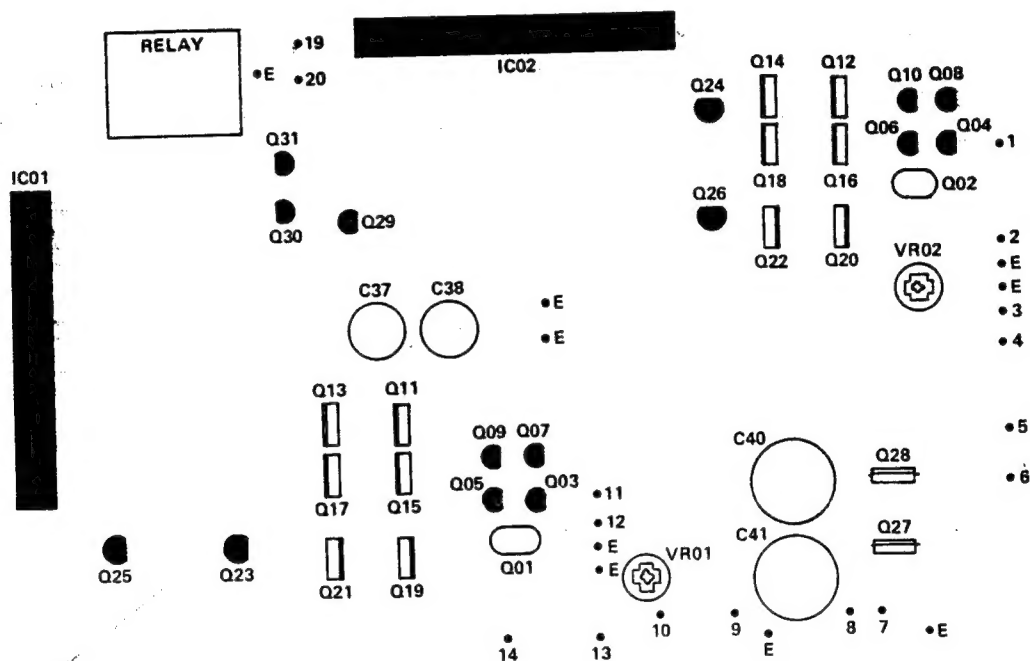 RELAY
19
E
20
IC02
Q14
Q12
Q10
Q08
Q24
Q06
Q04
1
Q31
IC01
Q18
Q16
Q02
Q26
Q30
Q29
Q22
Q20
VR02
2
E
E
3
4
C37
C38
E
E
Q13
Q11
Q09
Q07
C40
5
Q28
6
Q05
Q03
11
Q17
Q15
12
C41
Q27
E
VR01
E
Q25
Q23
Q21
Q19
Q01
10
9
8
7
E
E
14
13